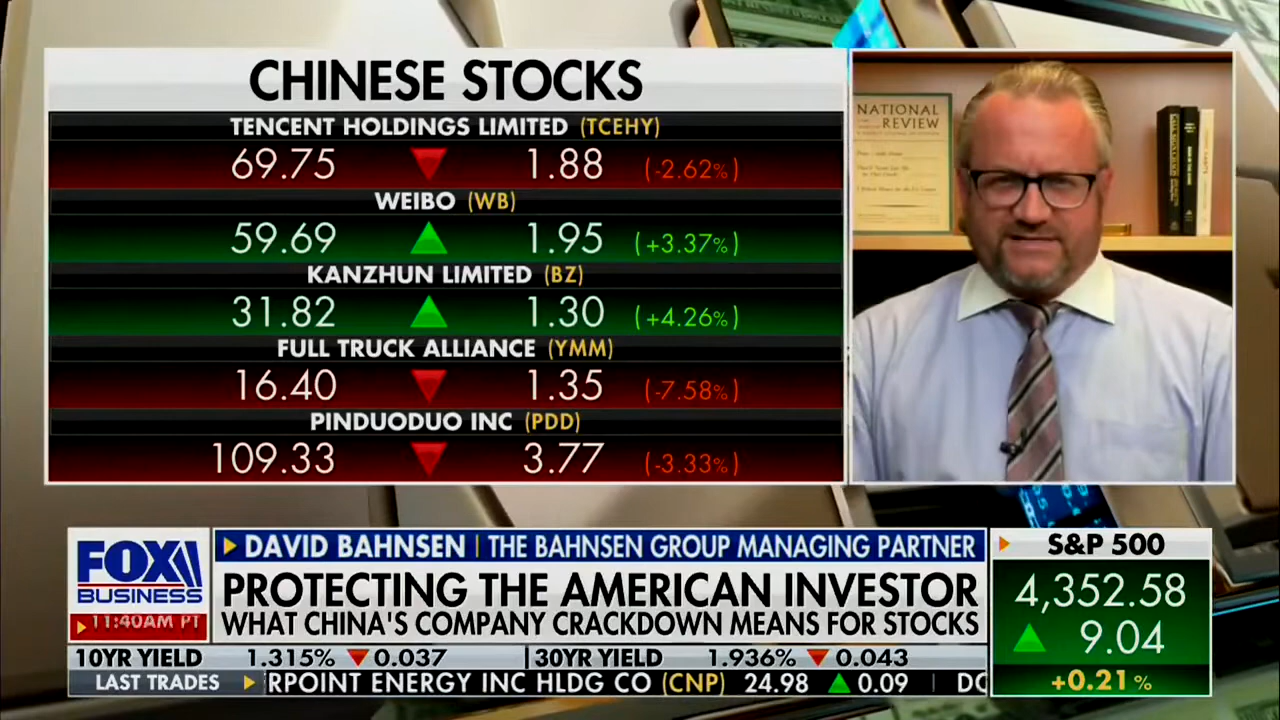 CHINESE STOCKS
TENCENT HOLDINGS LIMITED (TCEHY)
69.75 ▼ 1.88 (-2.62%)
WEIBO (WB)
59.69 ▲ 1.95 (+3.37%)
KANZHUN LIMITED (BZ)
31.82 ▲ 1.30 (+4.26%)
FULL TRUCK ALLIANCE (YMM)
16.40 ▼ 1.35 (-7.58%)
PINDUODUO INC (PDD)
109.33 ▼ 3.77 (-3.33%)
NATIONAL
REVIEW
FOX
BUSINESS
11:40AM PT
DAVID BAHNSEN | THE BAHNSEN GROUP MANAGING PARTNER
PROTECTING THE AMERICAN INVESTOR
WHAT CHINA'S COMPANY CRACKDOWN MEANS FOR STOCKS
10YR YIELD 1.315% ▼ 0.037 | 30YR YIELD 1.936% ▼ 0.043
LAST TRADES RPOINT ENERGY INC HLDG CO (CNP) 24.98 ▲ 0.09 | DO
S&P 500
4,352.58
▲ 9.04
+0.21%